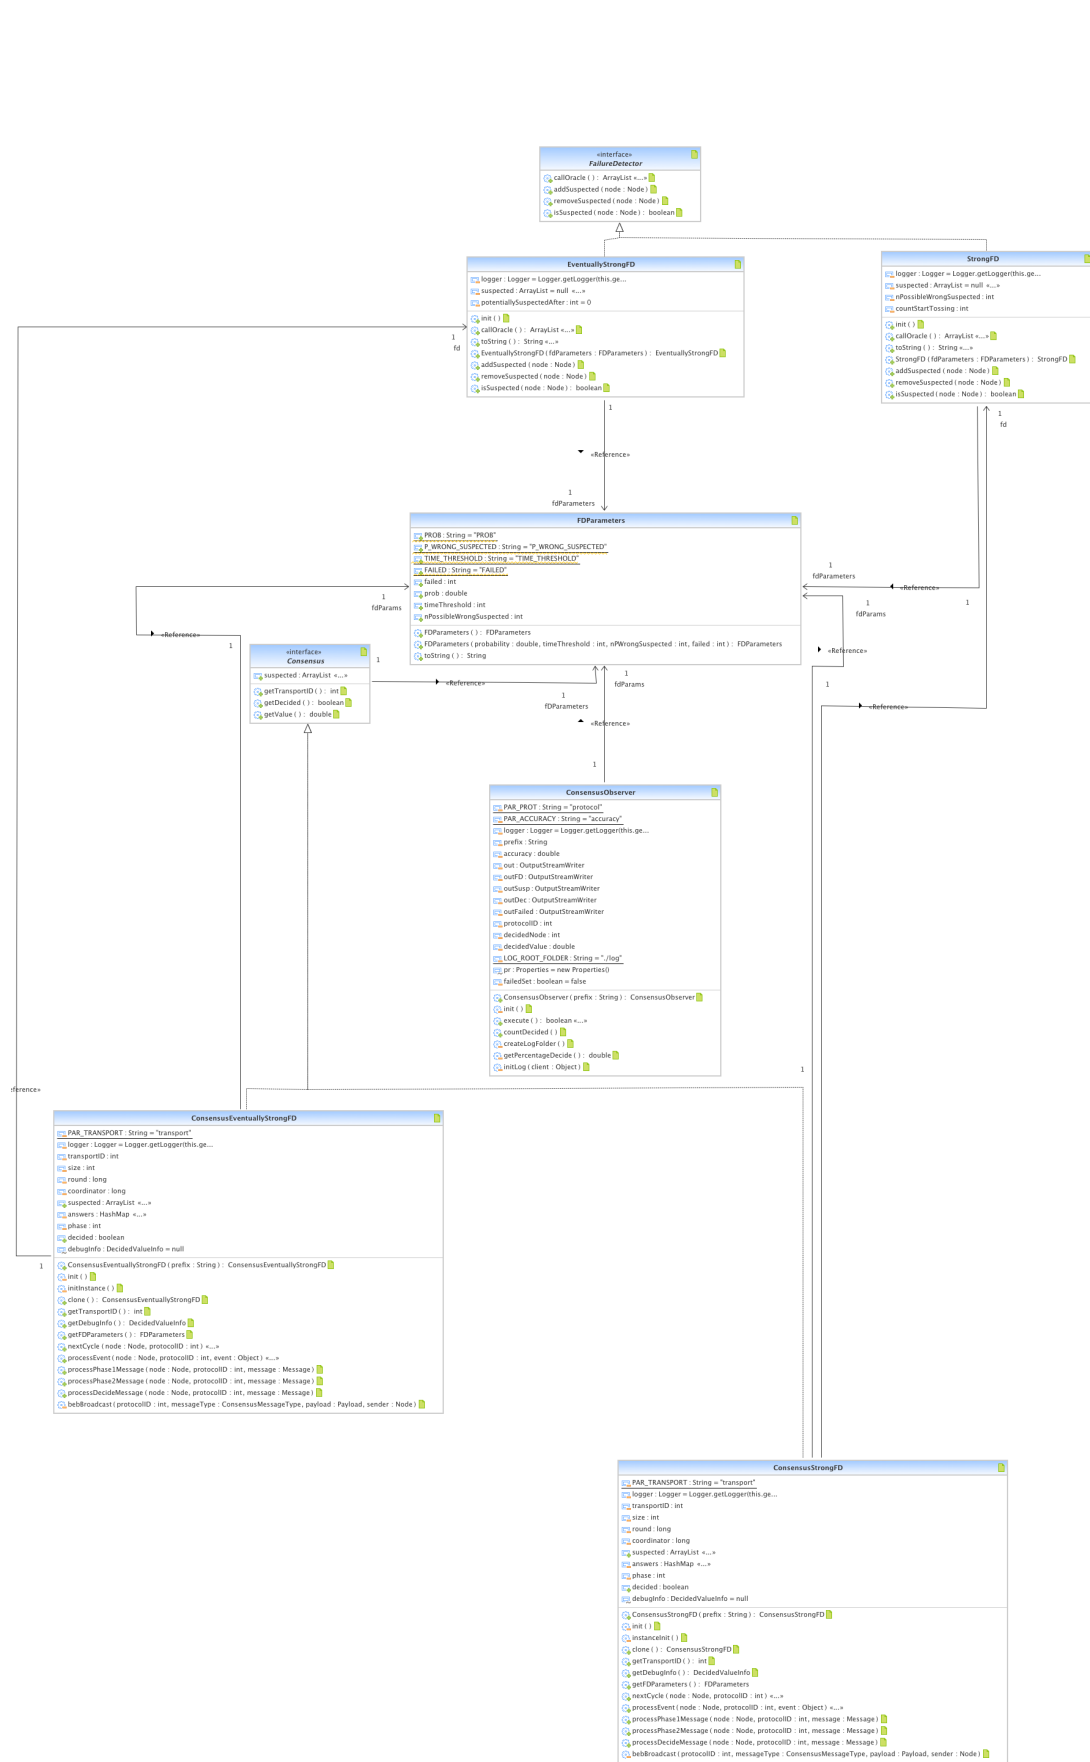 «interface»
FailureDetector
callOracle ( ) : ArrayList «...»
addSuspected ( node : Node )
removeSuspected ( node : Node )
isSuspected ( node : Node ) : boolean
EventuallyStrongFD
logger : Logger = Logger.getLogger(this.ge...
suspected : ArrayList = null «...»
potentiallySuspectedAfter : int = 0
init ( )
callOracle ( ) : ArrayList «...»
toString ( ) : String «...»
EventuallyStrongFD ( fdParameters : FDParameters ) : EventuallyStrongFD
addSuspected ( node : Node )
removeSuspected ( node : Node )
isSuspected ( node : Node ) : boolean
StrongFD
logger : Logger = Logger.getLogger(this.ge...
suspected : ArrayList = null «...»
nPossibleWrongSuspected : int
countStartTossing : int
init ( )
callOracle ( ) : ArrayList «...»
toString ( ) : String «...»
StrongFD ( fdParameters : FDParameters ) : StrongFD
addSuspected ( node : Node )
removeSuspected ( node : Node )
isSuspected ( node : Node ) : boolean
1
fd
1
1
fd
«Reference»
1
fdParameters
FDParameters
PROB : String = "PROB"
P_WRONG_SUSPECTED : String = "P_WRONG_SUSPECTED"
TIME_THRESHOLD : String = "TIME_THRESHOLD"
FAILED : String = "FAILED"
failed : int
prob : double
timeThreshold : int
nPossibleWrongSuspected : int
FDParameters ( ) : FDParameters
FDParameters ( probability : double, timeThreshold : int, nPWrongSuspected : int, failed : int ) : FDParameters
toString ( ) : String
1
fdParameters
«Reference»
1
1
fdParams
«Reference»
1
1
fdParams
«Reference»
1
«Reference»
«interface»
Consensus
suspected : ArrayList «...»
getTransportID ( ) : int
getDecided ( ) : boolean
getValue ( ) : double
1
«Reference»
1
fDParameters
1
fdParams
«Reference»
1
ConsensusObserver
PAR_PROT : String = "protocol"
PAR_ACCURACY : String = "accuracy"
logger : Logger = Logger.getLogger(this.ge...
prefix : String
accuracy : double
out : OutputStreamWriter
outFD : OutputStreamWriter
outSusp : OutputStreamWriter
outDec : OutputStreamWriter
outFailed : OutputStreamWriter
protocolID : int
decidedNode : int
decidedValue : double
LOG_ROOT_FOLDER : String = "./log"
pr : Properties = new Properties()
failedSet : boolean = false
ConsensusObserver ( prefix : String ) : ConsensusObserver
init ( )
execute ( ) : boolean «...»
countDecided ( )
createLogFolder ( )
getPercentageDecide ( ) : double
initLog ( client : Object )
1
:ference»
ConsensusEventuallyStrongFD
PAR_TRANSPORT : String = "transport"
logger : Logger = Logger.getLogger(this.ge...
transportID : int
size : int
round : long
coordinator : long
suspected : ArrayList «...»
answers : HashMap «...»
phase : int
decided : boolean
debugInfo : DecidedValueInfo = null
ConsensusEventuallyStrongFD ( prefix : String ) : ConsensusEventuallyStrongFD
init ( )
initInstance ( )
clone ( ) : ConsensusEventuallyStrongFD
getTransportID ( ) : int
getDebugInfo ( ) : DecidedValueInfo
getFDParameters ( ) : FDParameters
nextCycle ( node : Node, protocolID : int ) «...»
processEvent ( node : Node, protocolID : int, event : Object ) «...»
processPhase1Message ( node : Node, protocolID : int, message : Message )
processPhase2Message ( node : Node, protocolID : int, message : Message )
processDecideMessage ( node : Node, protocolID : int, message : Message )
bebBroadcast ( protocolID : int, messageType : ConsensusMessageType, payload : Payload, sender : Node )
1
ConsensusStrongFD
PAR_TRANSPORT : String = "transport"
logger : Logger = Logger.getLogger(this.ge...
transportID : int
size : int
round : long
coordinator : long
suspected : ArrayList «...»
answers : HashMap «...»
phase : int
decided : boolean
debugInfo : DecidedValueInfo = null
ConsensusStrongFD ( prefix : String ) : ConsensusStrongFD
init ( )
instanceInit ( )
clone ( ) : ConsensusStrongFD
getTransportID ( ) : int
getDebugInfo ( ) : DecidedValueInfo
getFDParameters ( ) : FDParameters
nextCycle ( node : Node, protocolID : int ) «...»
processEvent ( node : Node, protocolID : int, event : Object ) «...»
processPhase1Message ( node : Node, protocolID : int, message : Message )
processPhase2Message ( node : Node, protocolID : int, message : Message )
processDecideMessage ( node : Node, protocolID : int, message : Message )
bebBroadcast ( protocolID : int, messageType : ConsensusMessageType, payload : Payload, sender : Node )